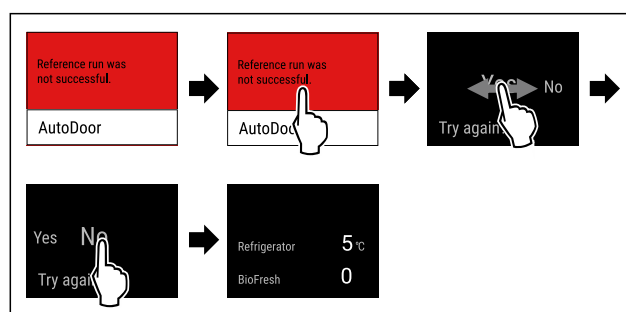 Reference run was
not successful.
AutoDoor
Reference run was
not successful.
No
Try again
Yes No
Try again
Refrigerator 5 °C
BioFresh 0